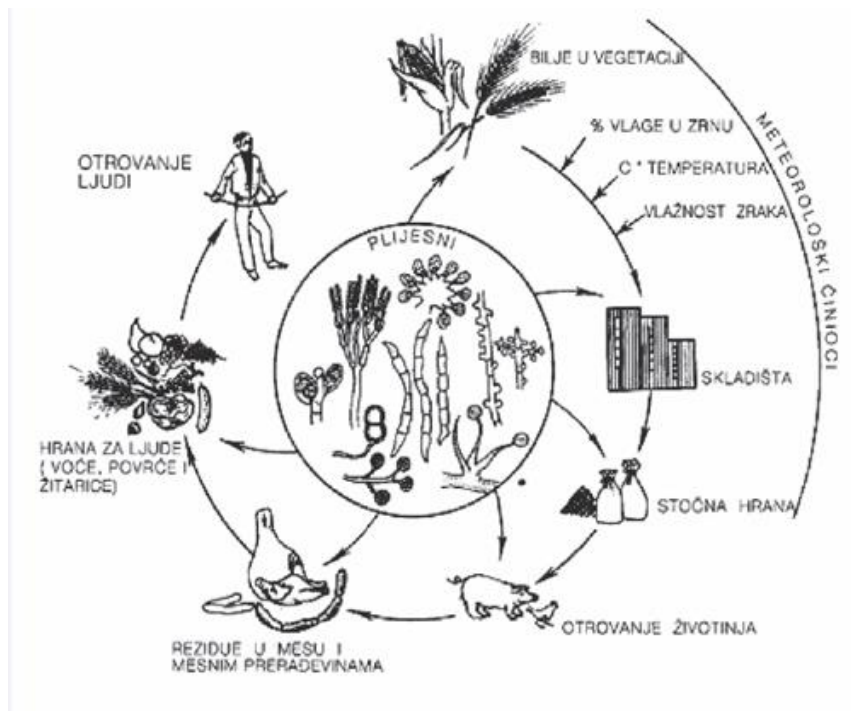 BILJE U VEGETACIJI
METEOROLOŠKI ČINIOCI
% VLAGE U ZRNU
C° TEMPERATURA
VLAŽNOST ZRAKA
OTROVANJE
LJUDI
PLIJESNI
SKLADIŠTA
HRANA ZA LJUDE
( VOĆE, POVRĆE I
ŽITARICE)
STOČNA HRANA
OTROVANJE ŽIVOTINJA
REZIDUE U MESU I
MESNIM PRERAĐEVINAMA